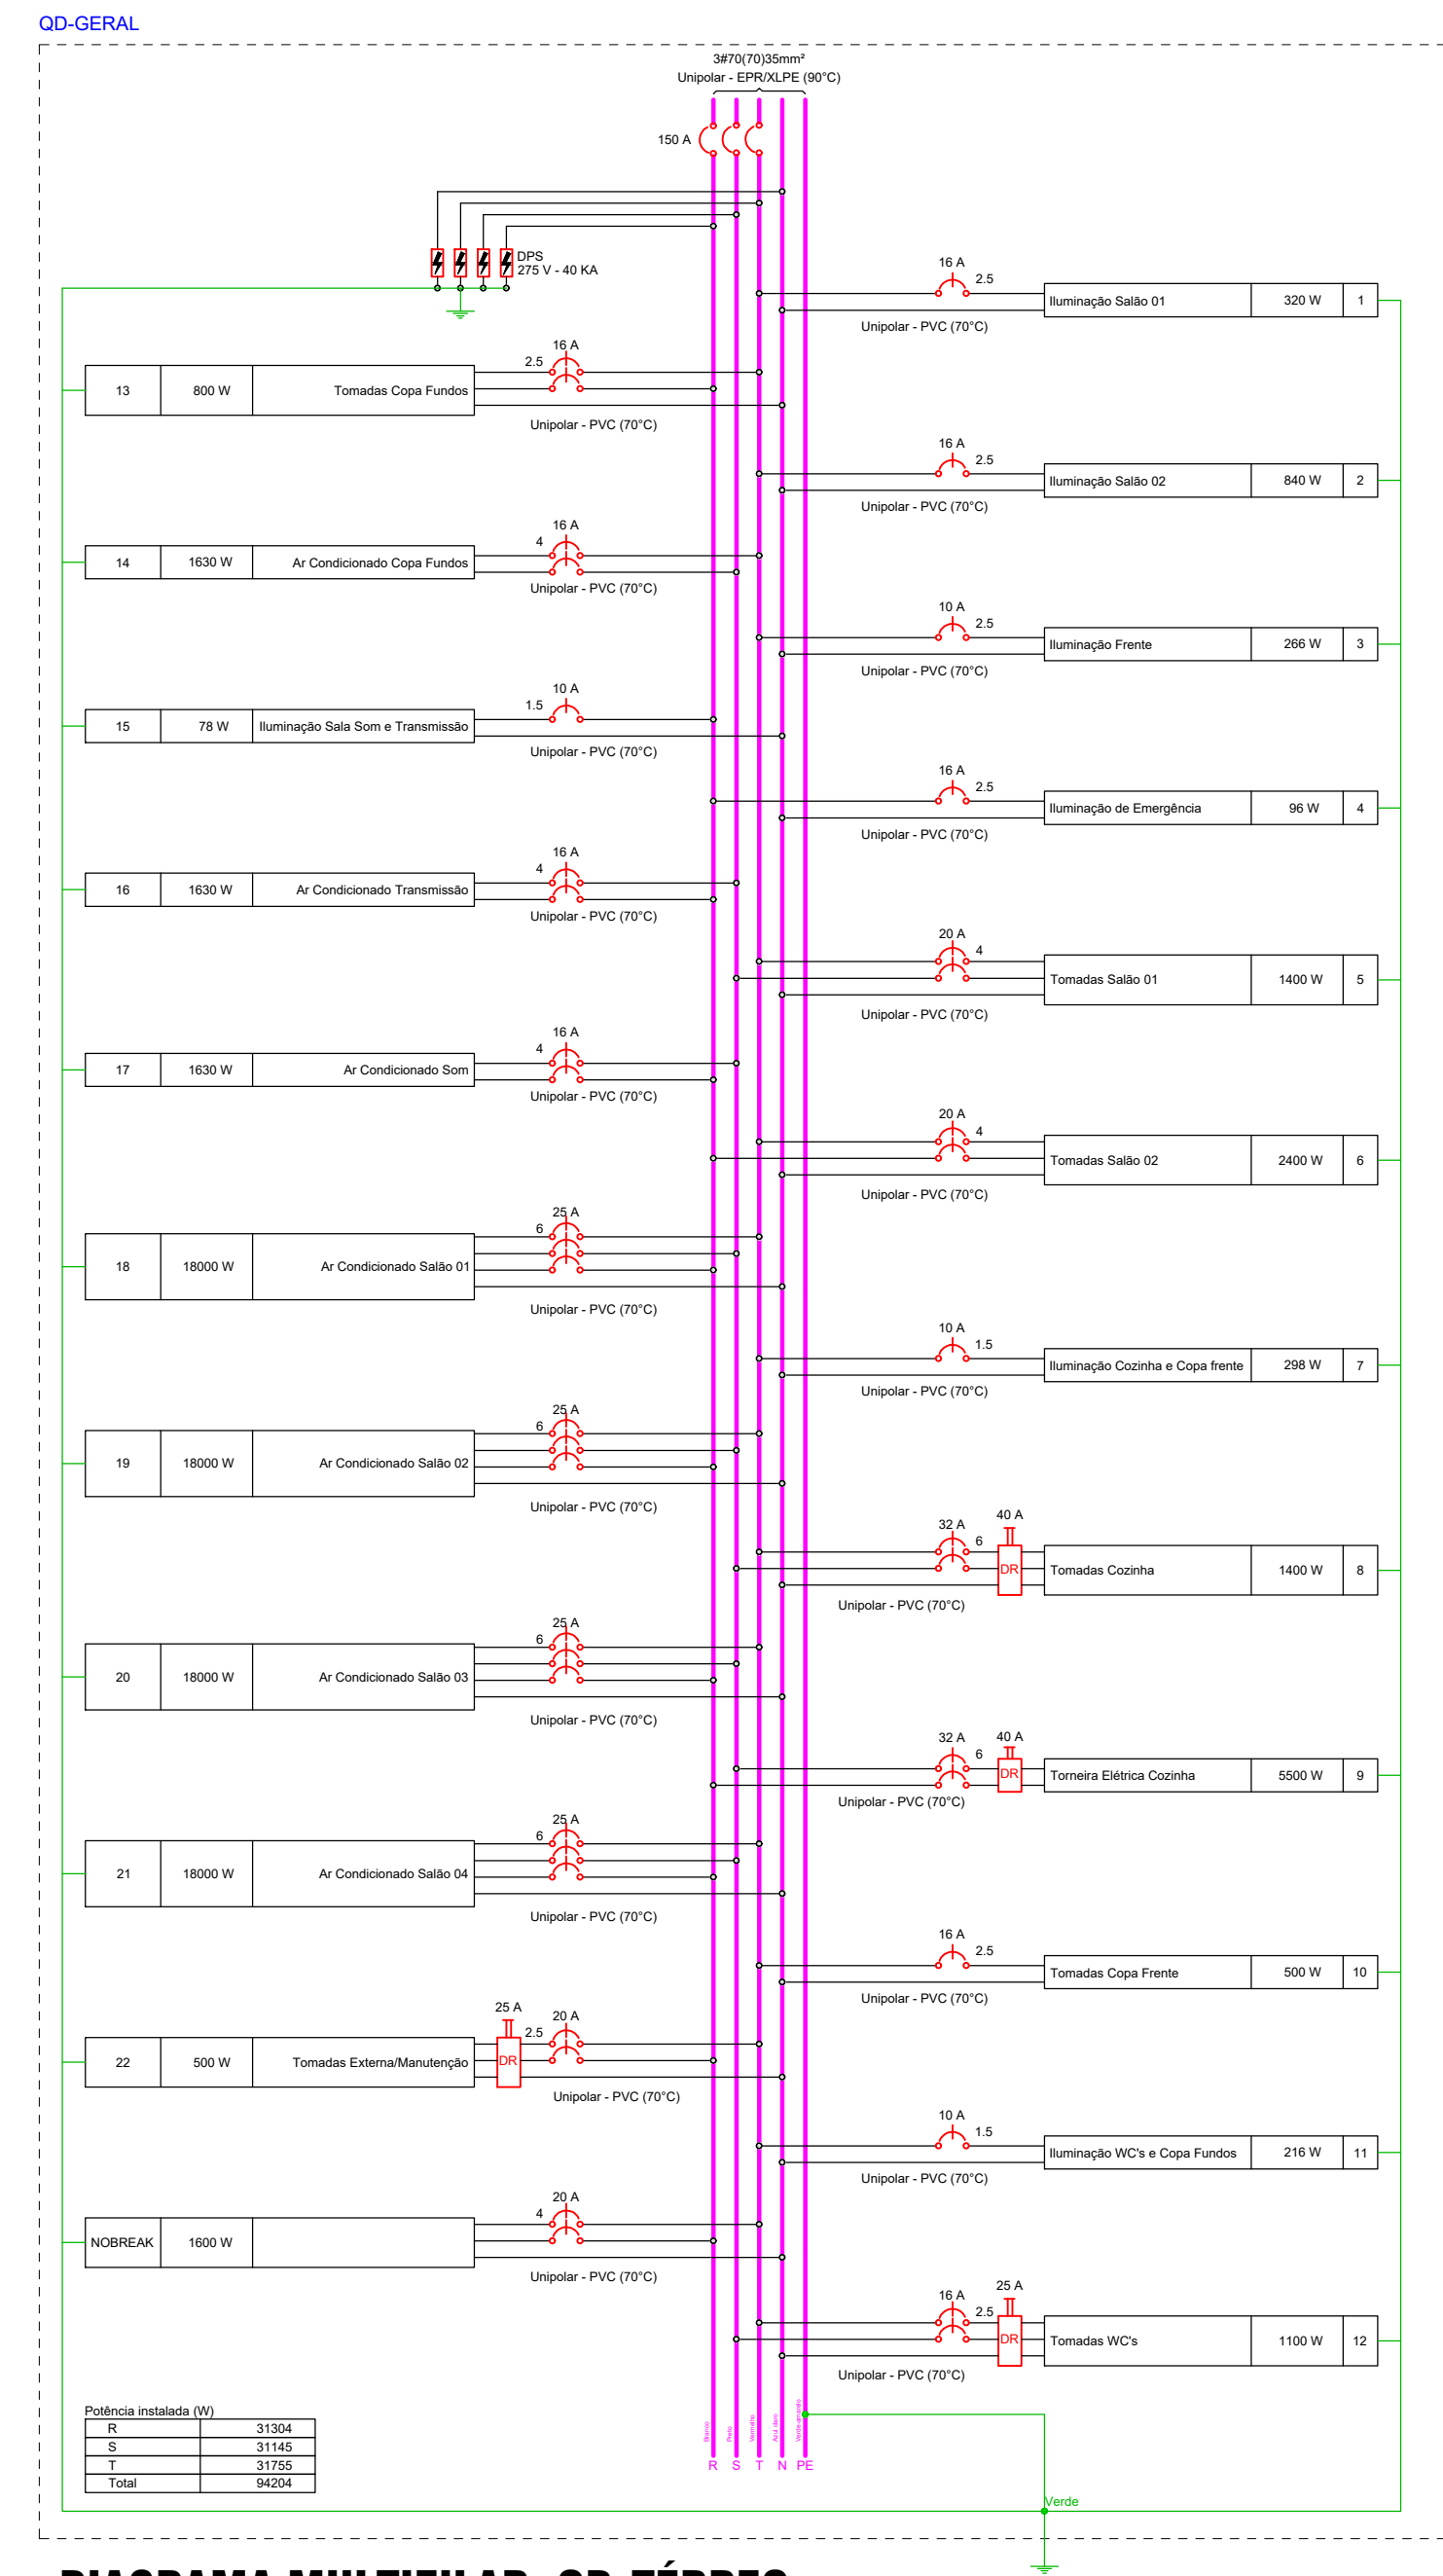 QD-GERAL
3#70(70)35mm²
Unipolar - EPR/XLPE (90°C)
150 A
DPS
275 V - 40 KA
16 A
2.5
Iluminação Salão 01 320 W 1
Unipolar - PVC (70°C)
16 A
2.5
13 800 W Tomadas Copa Fundos
Unipolar - PVC (70°C)
16 A
2.5
Iluminação Salão 02 840 W 2
Unipolar - PVC (70°C)
16 A
4
14 1630 W Ar Condicionado Copa Fundos
Unipolar - PVC (70°C)
10 A
2.5
Iluminação Frente 266 W 3
Unipolar - PVC (70°C)
10 A
1.5
15 78 W Iluminação Sala Som e Transmissão
Unipolar - PVC (70°C)
16 A
2.5
Iluminação de Emergência 96 W 4
Unipolar - PVC (70°C)
16 A
4
16 1630 W Ar Condicionado Transmissão
Unipolar - PVC (70°C)
20 A
4
Tomadas Salão 01 1400 W 5
Unipolar - PVC (70°C)
16 A
4
17 1630 W Ar Condicionado Som
Unipolar - PVC (70°C)
20 A
4
Tomadas Salão 02 2400 W 6
Unipolar - PVC (70°C)
25 A
6
18 18000 W Ar Condicionado Salão 01
Unipolar - PVC (70°C)
10 A
1.5
Iluminação Cozinha e Copa frente 298 W 7
Unipolar - PVC (70°C)
25 A
6
19 18000 W Ar Condicionado Salão 02
Unipolar - PVC (70°C)
32 A 40 A
6
DR Tomadas Cozinha 1400 W 8
Unipolar - PVC (70°C)
25 A
6
20 18000 W Ar Condicionado Salão 03
Unipolar - PVC (70°C)
32 A 40 A
6
DR Torneira Elétrica Cozinha 5500 W 9
Unipolar - PVC (70°C)
25 A
6
21 18000 W Ar Condicionado Salão 04
Unipolar - PVC (70°C)
16 A
2.5
Tomadas Copa Frente 500 W 10
Unipolar - PVC (70°C)
25 A 20 A
2.5
22 500 W Tomadas Externa/Manutenção DR
Unipolar - PVC (70°C)
10 A
1.5
Iluminação WC's e Copa Fundos 216 W 11
Unipolar - PVC (70°C)
20 A
4
NOBREAK 1600 W
Unipolar - PVC (70°C)
16 A 25 A
2.5
DR Tomadas WC's 1100 W 12
Unipolar - PVC (70°C)
Potência instalada (W)
R 31304
S 31145
T 31755
Total 94204
Branco Preto Vermelho Azul claro Verde-amarelo
R S T N PE
Verde